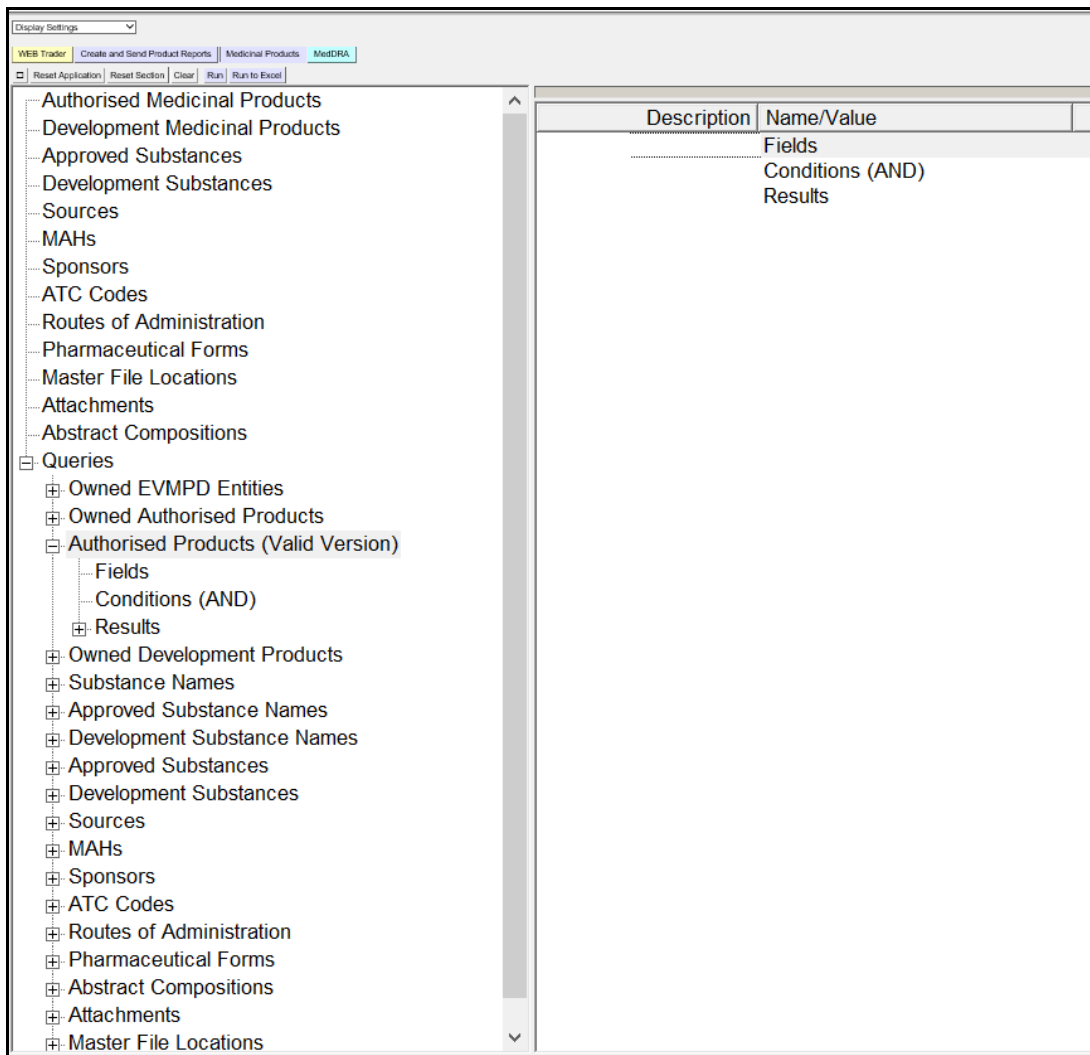 Display Settings
WEB Trader Create and Send Product Reports Medicinal Products MedDRA
Reset Application Reset Section Clear Run Run to Excel
Authorised Medicinal Products
Development Medicinal Products
Approved Substances
Development Substances
Sources
MAHs
Sponsors
ATC Codes
Routes of Administration
Pharmaceutical Forms
Master File Locations
Attachments
Abstract Compositions
Queries
Owned EVMPD Entities
Owned Authorised Products
Authorised Products (Valid Version)
Fields
Conditions (AND)
Results
Owned Development Products
Substance Names
Approved Substance Names
Development Substance Names
Approved Substances
Development Substances
Sources
MAHs
Sponsors
ATC Codes
Routes of Administration
Pharmaceutical Forms
Abstract Compositions
Attachments
Master File Locations
Description Name/Value
Fields
Conditions (AND)
Results